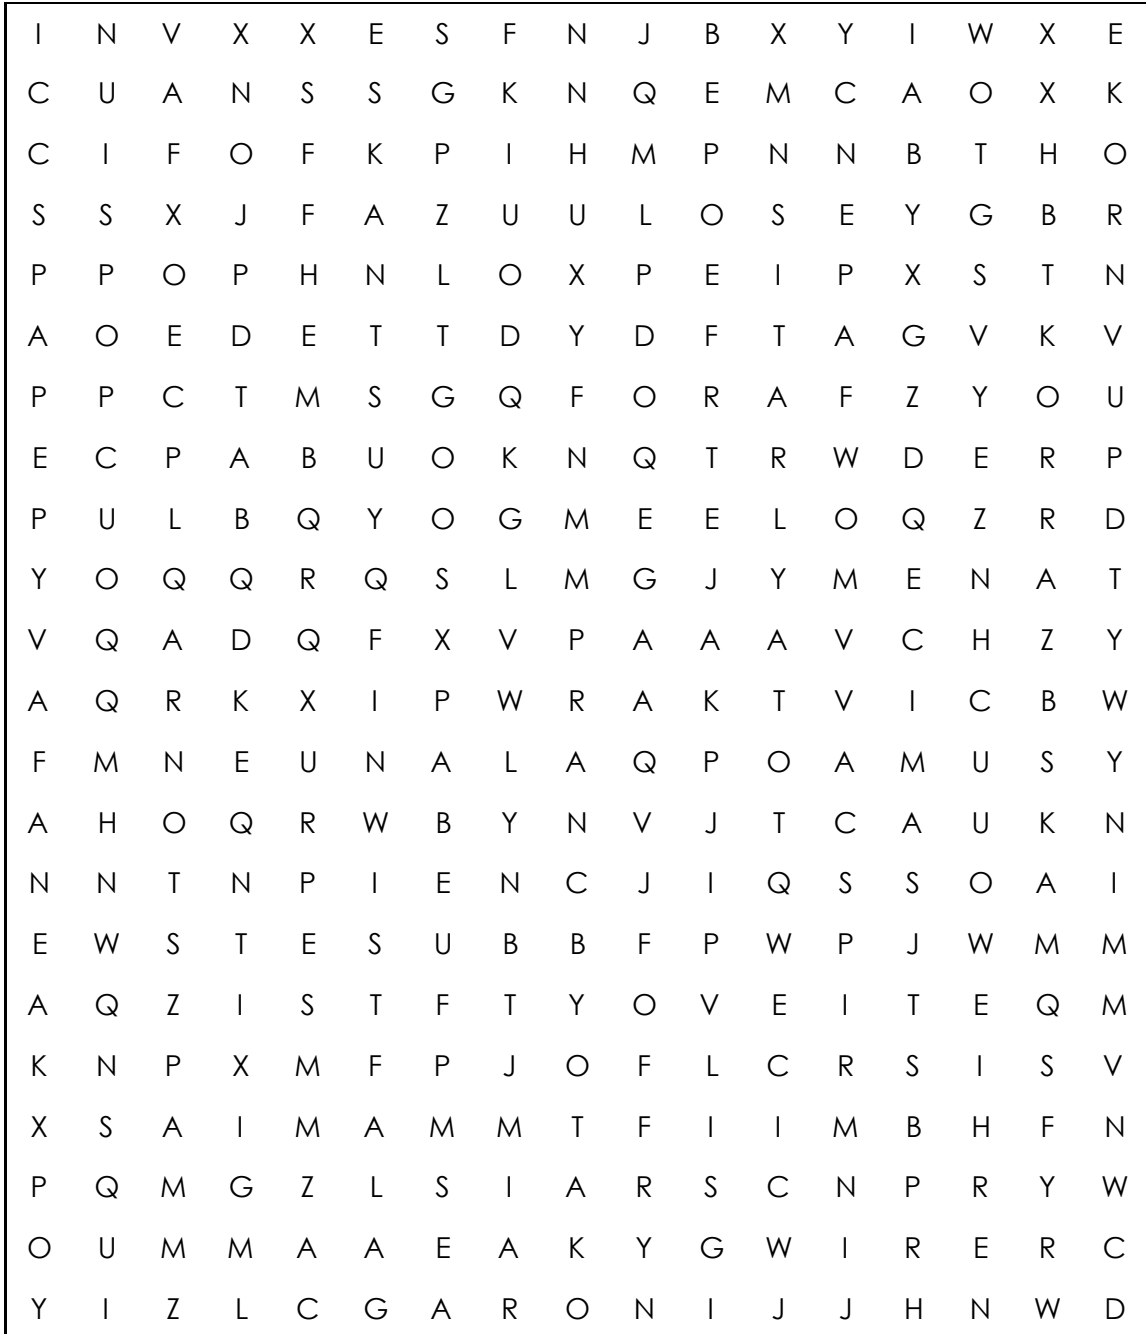 I N V X X E S F N J B X Y I W X E
C U A N S S G K N Q E M C A O X K
C I F O F K P I H M P N N B T H O
S S X J F A Z U U L O S E Y G B R
P P O P H N L O X P E I P X S T N
A O E D E T T D Y D F T A G V K V
P P C T M S G Q F O R A F Z Y O U
E C P A B U O K N Q T R W D E R P
P U L B Q Y O G M E E L O Q Z R D
Y O Q Q R Q S L M G J Y M E N A T
V Q A D Q F X V P A A A V C H Z Y
A Q R K X I P W R A K T V I C B W
F M N E U N A L A Q P O A M U S Y
A H O Q R W B Y N V J T C A U K N
N N T N P I E N C J I Q S S O A I
E W S T E S U B B F P W P J W M M
A Q Z I S T F T Y O V E I T E Q M
K N P X M F P J O F L C R S I S V
X S A I M A M M T F I I M B H F N
P Q M G Z L S I A R S C N P R Y W
O U M M A A E A K Y G W I R E R C
Y I Z L C G A R O N I J J H N W D